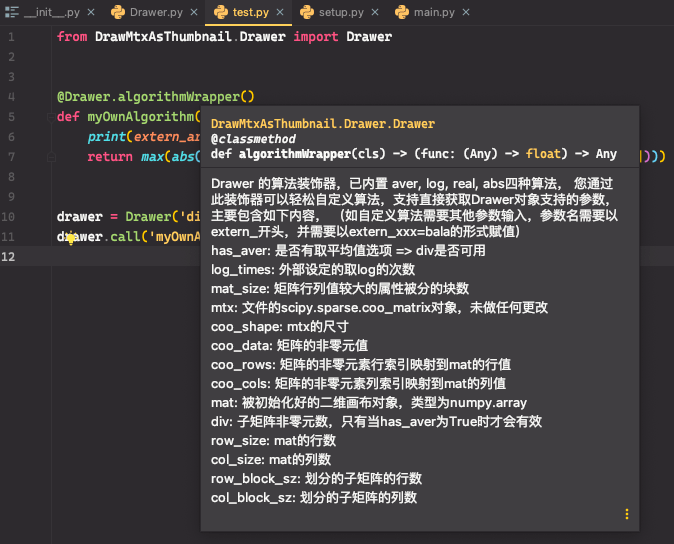 __init__.py × Drawer.py × test.py × setup.py × main.py ×
1 from DrawMtxAsThumbnail.Drawer import Drawer
2
3
4 @Drawer.algorithmWrapper()
5 def myOwnAlgorithm(
6 print(extern_ar
7 return max(abs( ])))
8
9
10 drawer = Drawer('di
11 drawer.call('myOwnA
12
DrawMtxAsThumbnail.Drawer.Drawer
@classmethod
def algorithmWrapper(cls) -> (func: (Any) -> float) -> Any
Drawer 的算法装饰器，已内置 aver, log, real, abs四种算法， 您通过
此装饰器可以轻松自定义算法，支持直接获取Drawer对象支持的参数，
主要包含如下内容， （如自定义算法需要其他参数输入，参数名需要以
extern_开头，并需要以extern_xxx=bala的形式赋值）
has_aver: 是否有取平均值选项 => div是否可用
log_times: 外部设定的取log的次数
mat_size: 矩阵行列值较大的属性被分的块数
mtx: 文件的scipy.sparse.coo_matrix对象，未做任何更改
coo_shape: mtx的尺寸
coo_data: 矩阵的非零元值
coo_rows: 矩阵的非零元素行索引映射到mat的行值
coo_cols: 矩阵的非零元素列索引映射到mat的列值
mat: 被初始化好的二维画布对象，类型为numpy.array
div: 子矩阵非零元数，只有当has_aver为True时才会有效
row_size: mat的行数
col_size: mat的列数
row_block_sz: 划分的子矩阵的行数
col_block_sz: 划分的子矩阵的列数